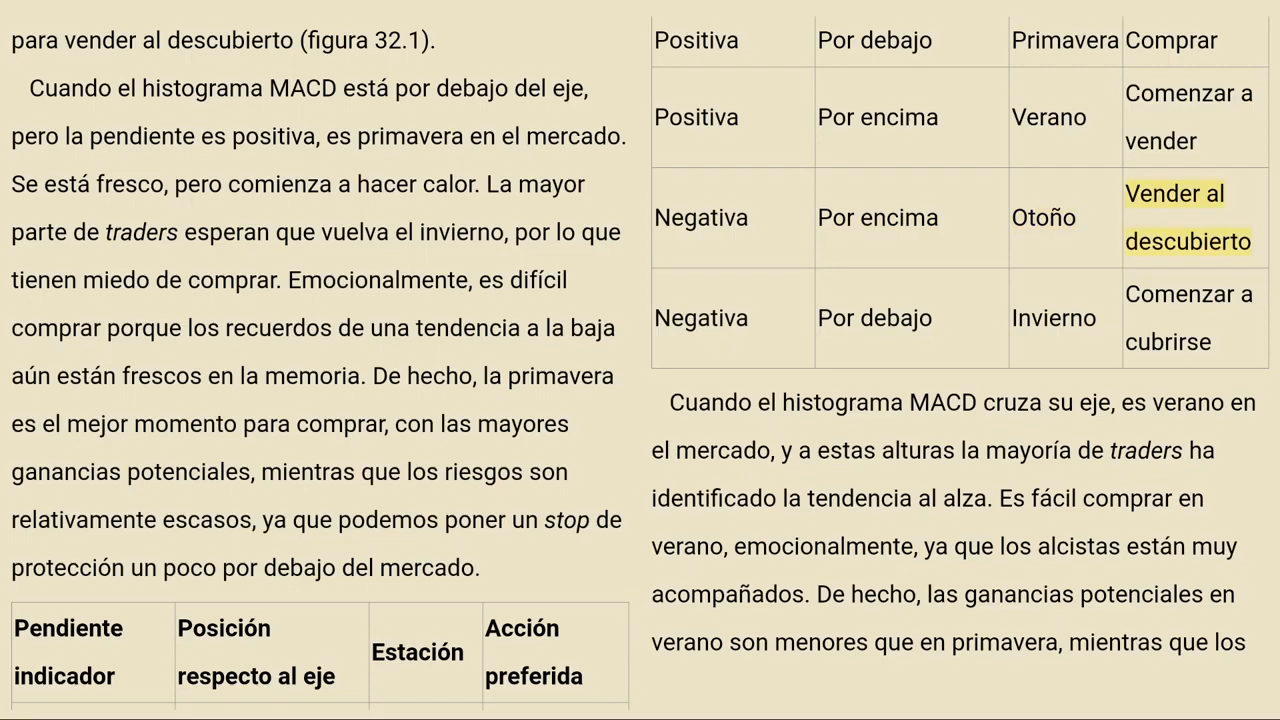 para vender al descubierto (figura 32.1).
Cuando el histograma MACD está por debajo del eje,
pero la pendiente es positiva, es primavera en el mercado.
Se está fresco, pero comienza a hacer calor. La mayor
parte de traders esperan que vuelva el invierno, por lo que
tienen miedo de comprar. Emocionalmente, es difícil
comprar porque los recuerdos de una tendencia a la baja
aún están frescos en la memoria. De hecho, la primavera
es el mejor momento para comprar, con las mayores
ganancias potenciales, mientras que los riesgos son
relativamente escasos, ya que podemos poner un stop de
protección un poco por debajo del mercado.
Pendiente indicador Posición respecto al eje Estación Acción preferida
Positiva Por debajo Primavera Comprar
Positiva Por encima Verano Comenzar a vender
Negativa Por encima Otoño Vender al descubierto
Negativa Por debajo Invierno Comenzar a cubrirse
Cuando el histograma MACD cruza su eje, es verano en
el mercado, y a estas alturas la mayoría de traders ha
identificado la tendencia al alza. Es fácil comprar en
verano, emocionalmente, ya que los alcistas están muy
acompañados. De hecho, las ganancias potenciales en
verano son menores que en primavera, mientras que los